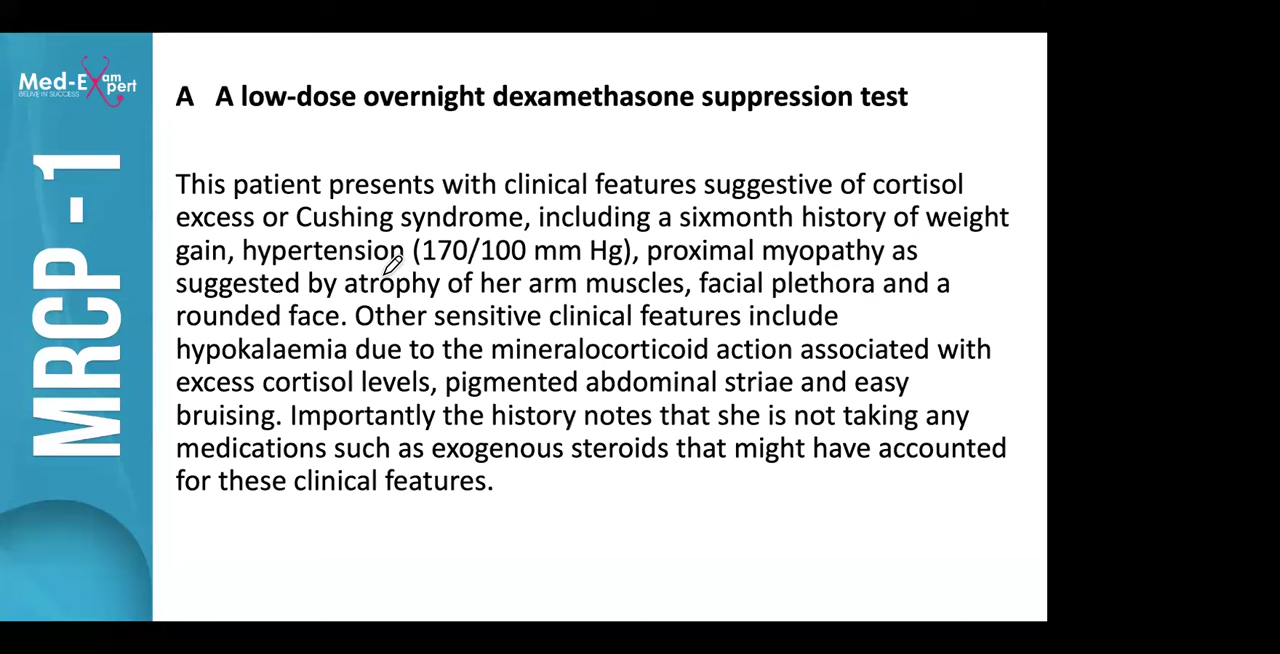 Med-Expert
BELIVE IN SUCCESS
MRCP - 1
A A low-dose overnight dexamethasone suppression test
This patient presents with clinical features suggestive of cortisol
excess or Cushing syndrome, including a sixmonth history of weight
gain, hypertension (170/100 mm Hg), proximal myopathy as
suggested by atrophy of her arm muscles, facial plethora and a
rounded face. Other sensitive clinical features include
hypokalaemia due to the mineralocorticoid action associated with
excess cortisol levels, pigmented abdominal striae and easy
bruising. Importantly the history notes that she is not taking any
medications such as exogenous steroids that might have accounted
for these clinical features.